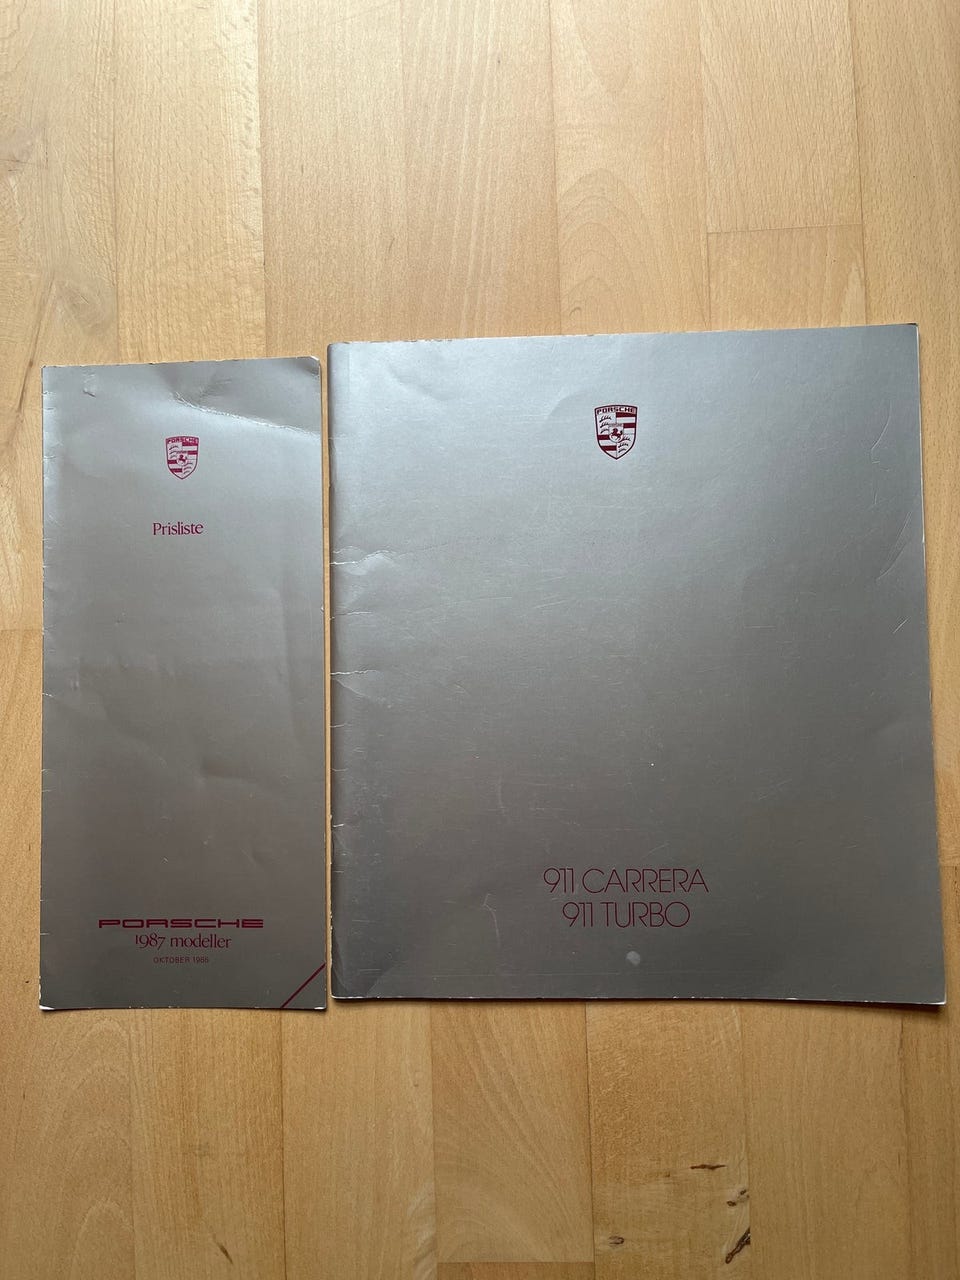 PORSCHE
Prisliste
PORSCHE
1987 modeller
OKTOBER 1986
PORSCHE
911 CARRERA
911 TURBO